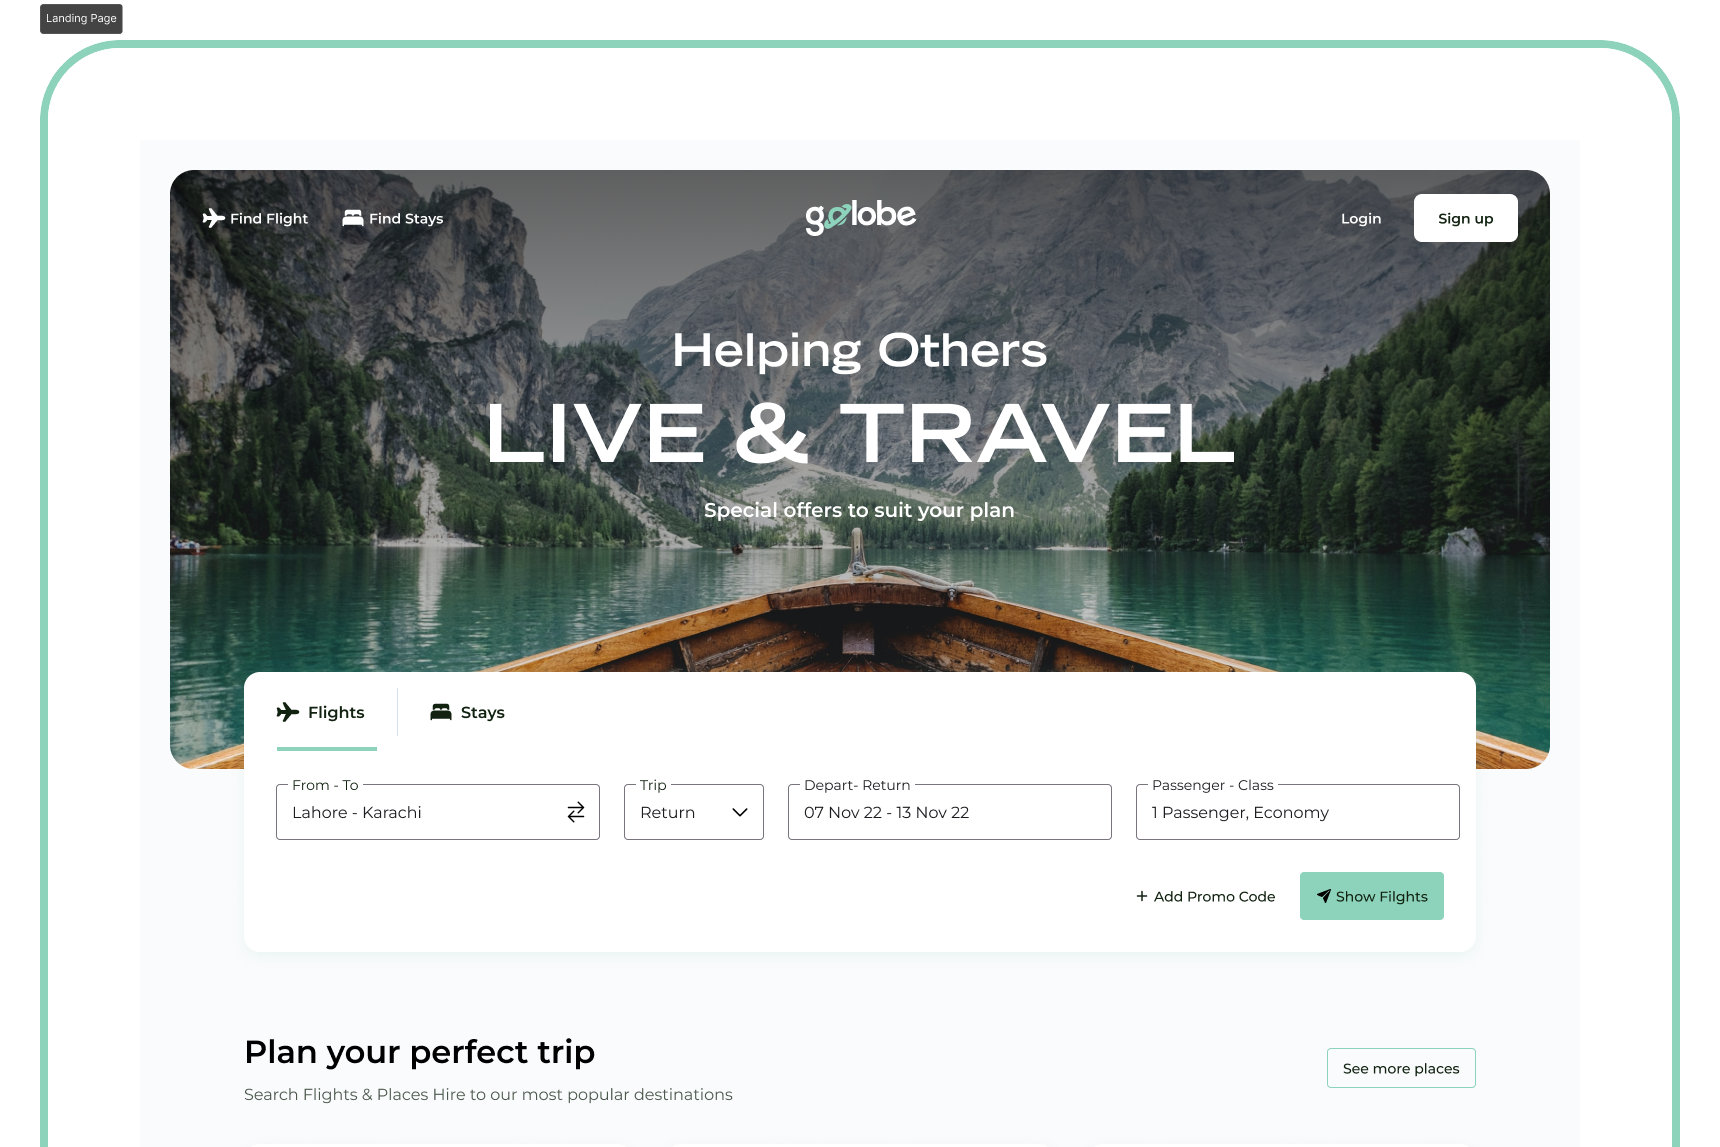 Landing Page
Find Flight
Find Stays
golobe
Login
Sign up
Helping Others
LIVE & TRAVEL
Special offers to suit your plan
Flights
Stays
From - To
Lahore - Karachi
Trip
Return
Depart- Return
07 Nov 22 - 13 Nov 22
Passenger - Class
1 Passenger, Economy
+ Add Promo Code
Show Filghts
Plan your perfect trip
Search Flights & Places Hire to our most popular destinations
See more places